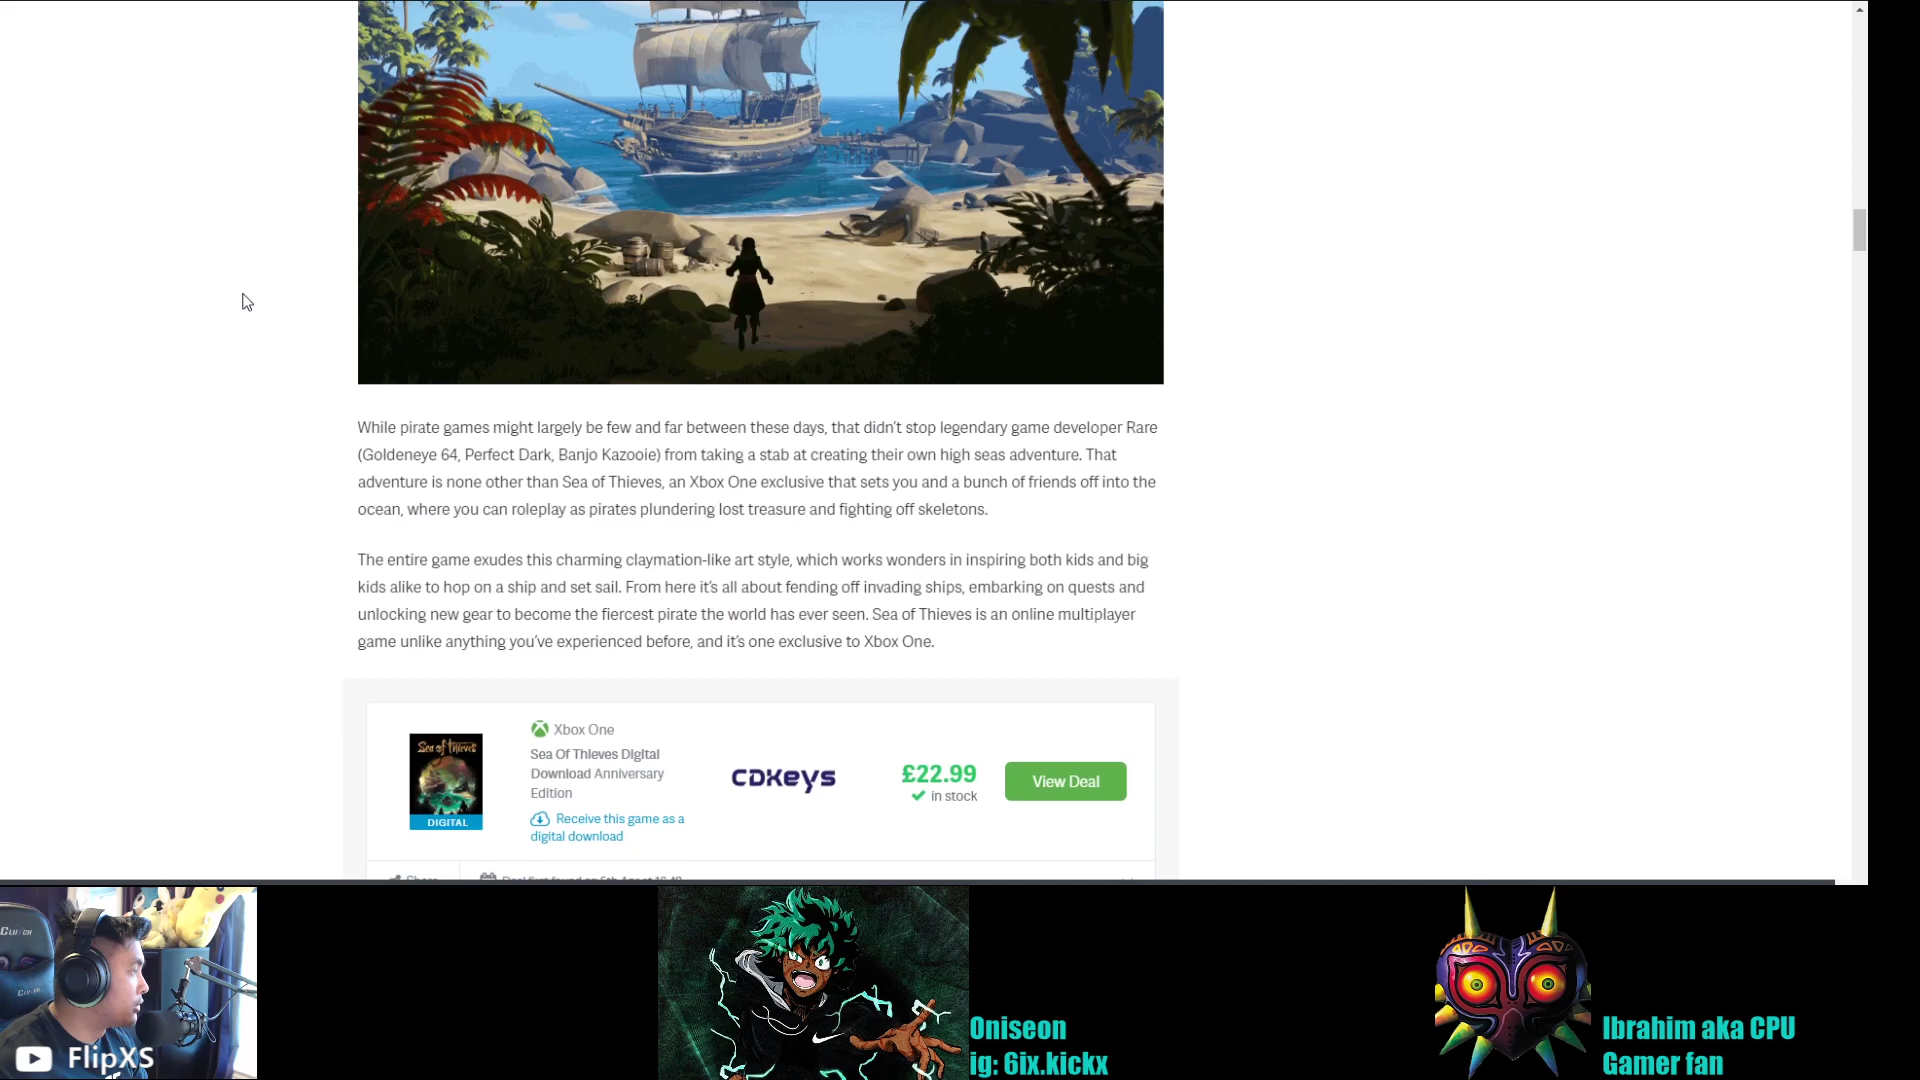 While pirate games might largely be few and far between these days, that didn't stop legendary game developer Rare
(Goldeneye 64, Perfect Dark, Banjo Kazooie) from taking a stab at creating their own high seas adventure. That
adventure is none other than Sea of Thieves, an Xbox One exclusive that sets you and a bunch of friends off into the
ocean, where you can roleplay as pirates plundering lost treasure and fighting off skeletons.
The entire game exudes this charming claymation-like art style, which works wonders in inspiring both kids and big
kids alike to hop on a ship and set sail. From here it's all about fending off invading ships, embarking on quests and
unlocking new gear to become the fiercest pirate the world has ever seen. Sea of Thieves is an online multiplayer
game unlike anything you've experienced before, and it's one exclusive to Xbox One.
Sea of Thieves
DIGITAL
Xbox One
Sea Of Thieves Digital
Download Anniversary
Edition
Receive this game as a
digital download
CDKeys
£22.99
in stock
View Deal
Share
CLUTCH
FlipXS
Oniseon
ig: 6ix.kickx
Ibrahim aka CPU
Gamer fan